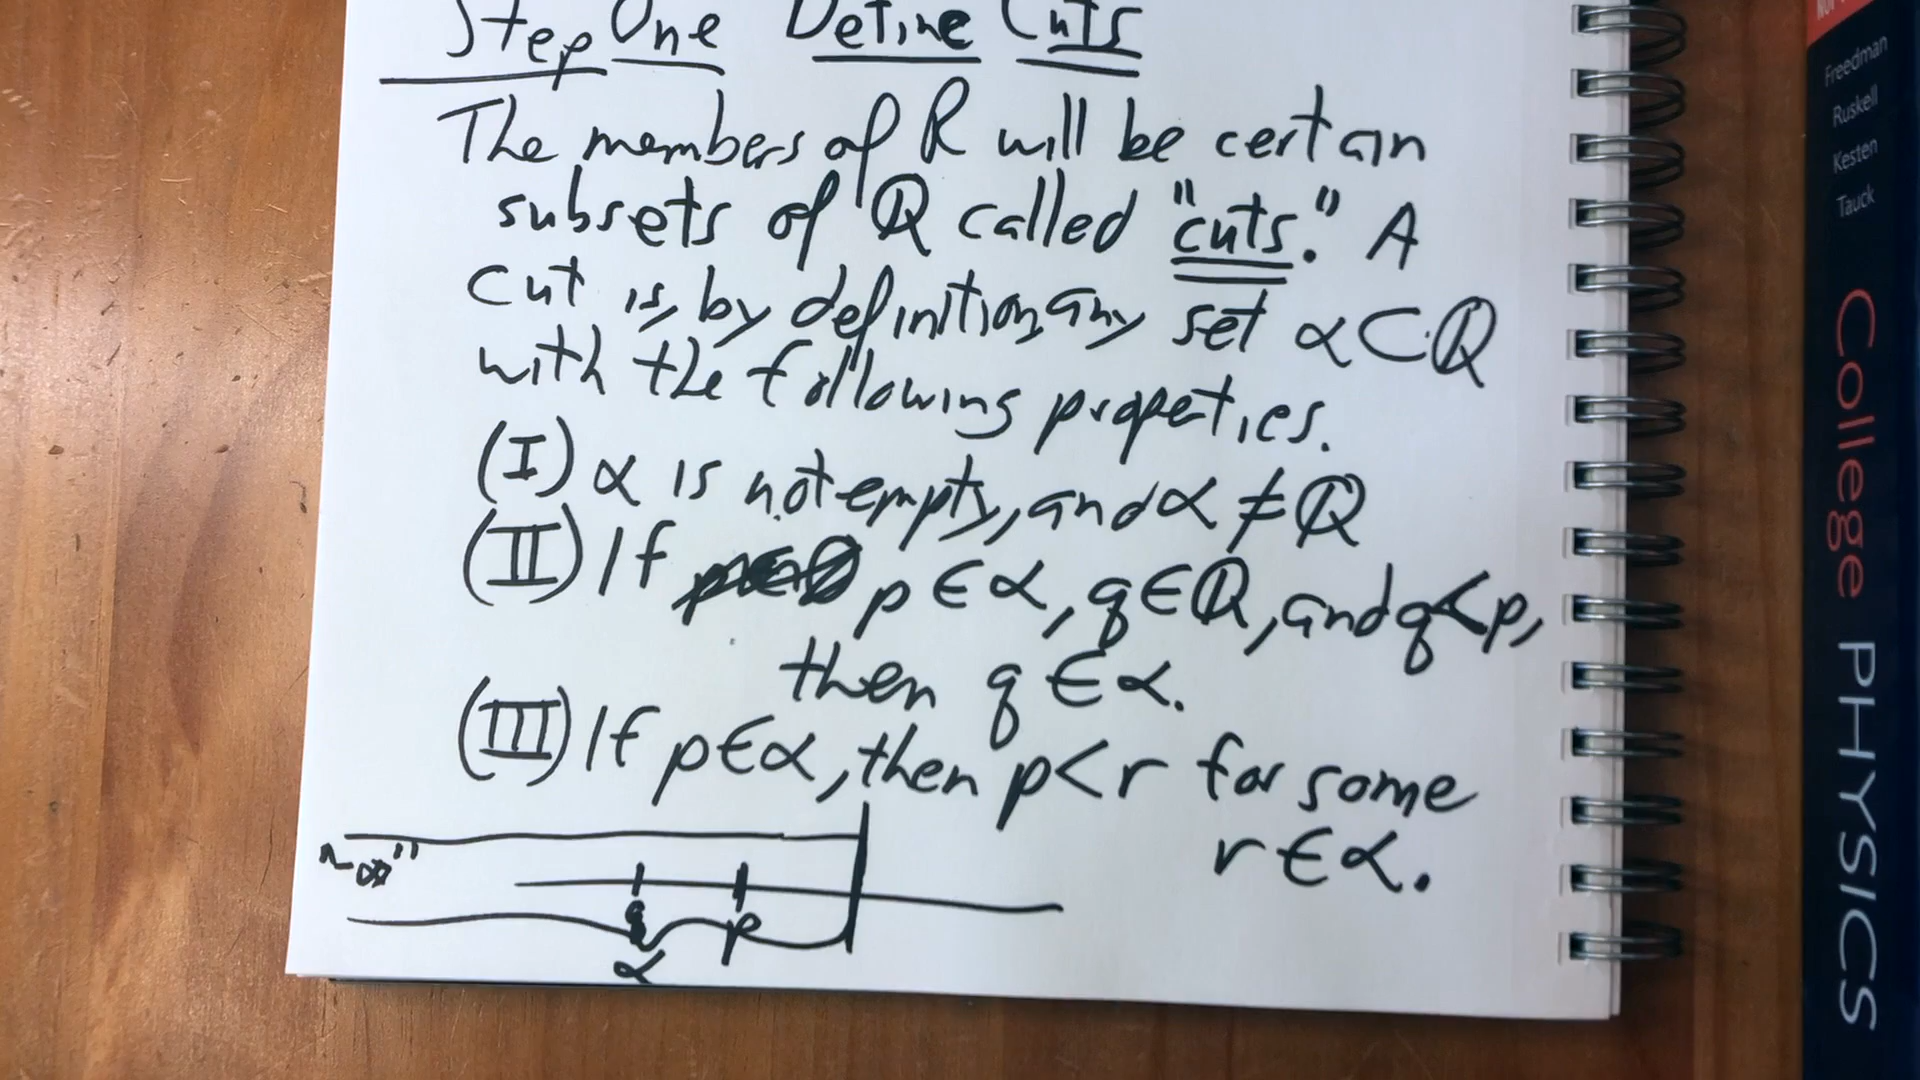 Step One Define Cuts
The members of R will be certain
subsets of ℚ called "cuts." A
cut is, by definition, any set α⊂ℚ
with the following properties.
(I) α is not empty, and α ≠ ℚ
(II) If p∈α, q∈ℚ, and q<p,
then q∈α.
(III) If p∈α, then p<r for some
r∈α.
-∞"
q p
α
Freedman
Ruskell
Kesten
Tauck
College PHYSICS